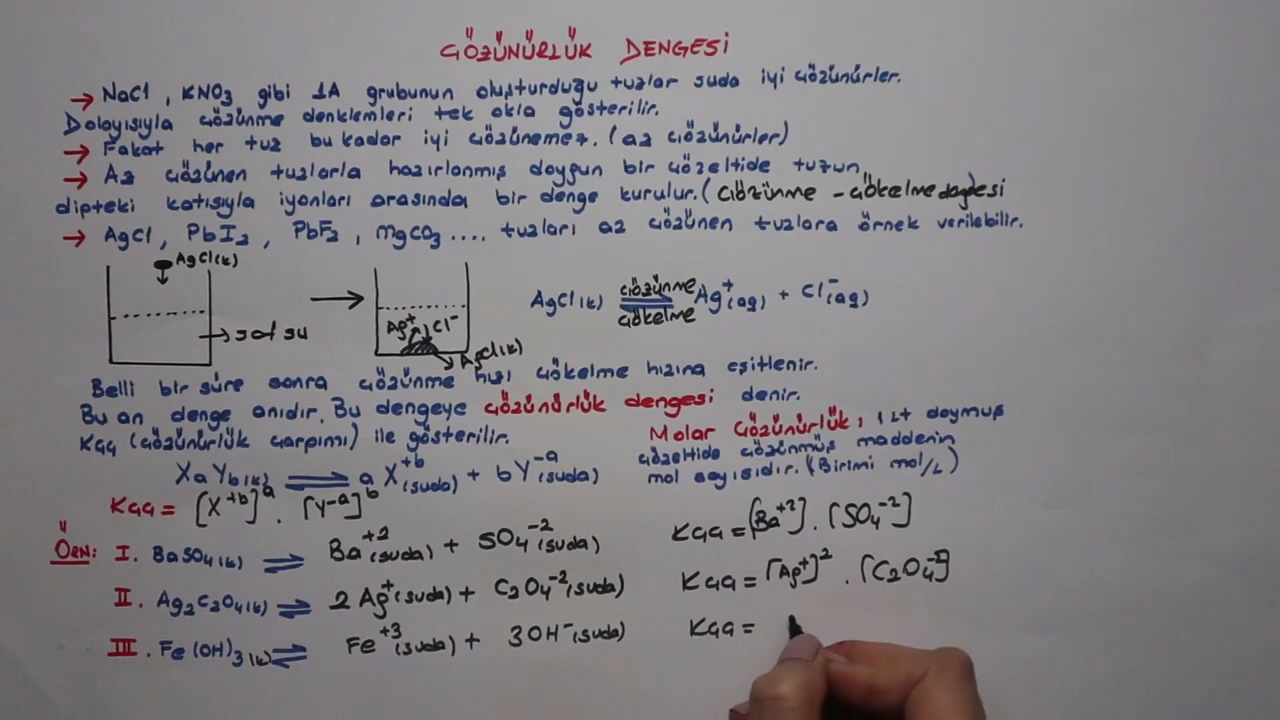 ÇÖZÜNÜRLÜK DENGESİ
→ NaCl, KNO3 gibi 1A grubunun oluşturduğu tuzlar suda iyi çözünürler.
Dolayısıyla çözünme denklemleri tek okla gösterilir.
→ Fakat her tuz bu kadar iyi çözünemez. (az çözünürler)
→ Az çözünen tuzlarla hazırlanmış doygun bir çözeltide tuzun
dipteki katısıyla iyonları arasında bir denge kurulur. (Çözünme - çökelme dengesi)
→ AgCl, PbI2, PbF2, MgCO3 .... tuzları az çözünen tuzlara örnek verilebilir.
AgCl(k)
→ saf su
Ag+ Cl-
AgCl(k)
AgCl(k) ⇌ Ag+(aq) + Cl-(aq)
çözünme
çökelme
Belli bir süre sonra çözünme hızı çökelme hızına eşitlenir.
Bu an denge anıdır. Bu dengeye çözünürlük dengesi denir.
Kçç (çözünürlük çarpımı) ile gösterilir.
Molar Çözünürlük: 1 Lt doymuş
çözeltide çözünmüş maddenin
mol sayısıdır. (Birimi mol/L)
XaYb(k) ⇌ a X+b(suda) + bY-a(suda)
Kçç = [X+b]a . [Y-a]b
ÖRN: I. BaSO4(k) ⇌ Ba+2(suda) + SO4-2(suda)
Kçç = [Ba+2] . [SO4-2]
II. Ag2C2O4(k) ⇌ 2 Ag+(suda) + C2O4-2(suda)
Kçç = [Ag+]2 . [C2O4-2]
III. Fe(OH)3(k) ⇌ Fe+3(suda) + 3OH-(suda)
Kçç =